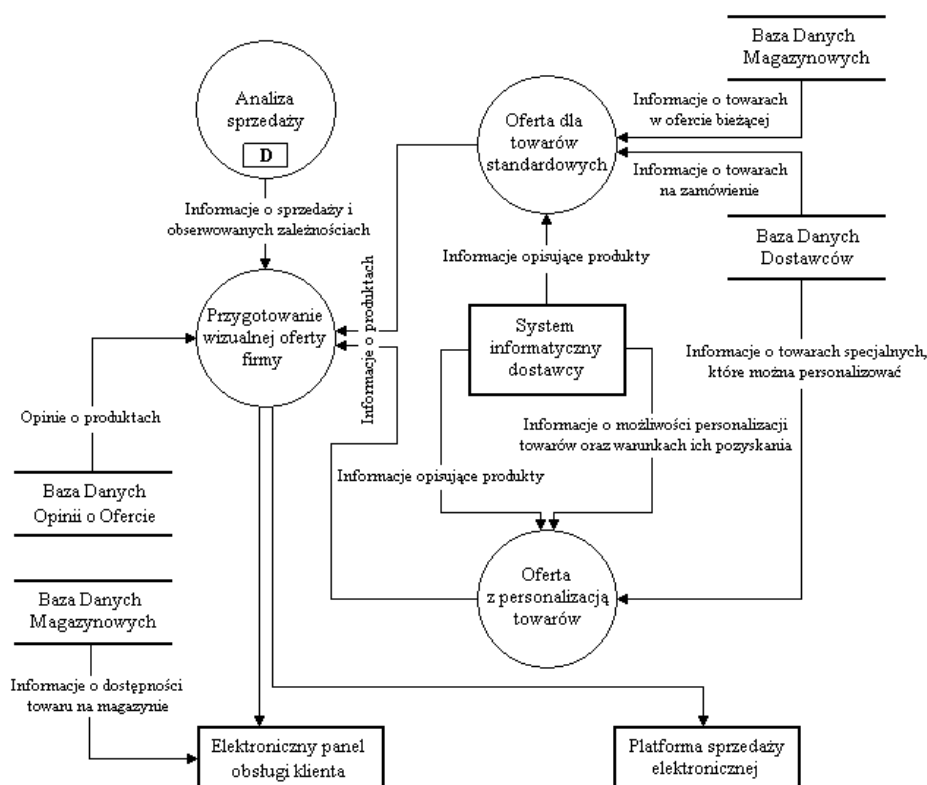 Baza Danych
Magazynowych
Analiza
sprzedaży
D
Informacje o towarach
w ofercie bieżącej
Oferta dla
towarów
standardowych
Informacje o towarach
na zamówienie
Informacje o sprzedaży i
obserwowanych zależnościach
Baza Danych
Dostawców
Informacje opisujące produkty
Informacje o produktach
Informacje o produktach
Przygotowanie
wizualnej oferty
firmy
System
informatyczny
dostawcy
Informacje o towarach specjalnych,
które można personalizować
Opinie o produktach
Informacje o możliwości personalizacji
towarów oraz warunkach ich pozyskania
Informacje opisujące produkty
Baza Danych
Opinii o Ofercie
Oferta
z personalizacją
towarów
Baza Danych
Magazynowych
Informacje o dostępności
towaru na magazynie
Elektroniczny panel
obsługi klienta
Platforma sprzedaży
elektronicznej